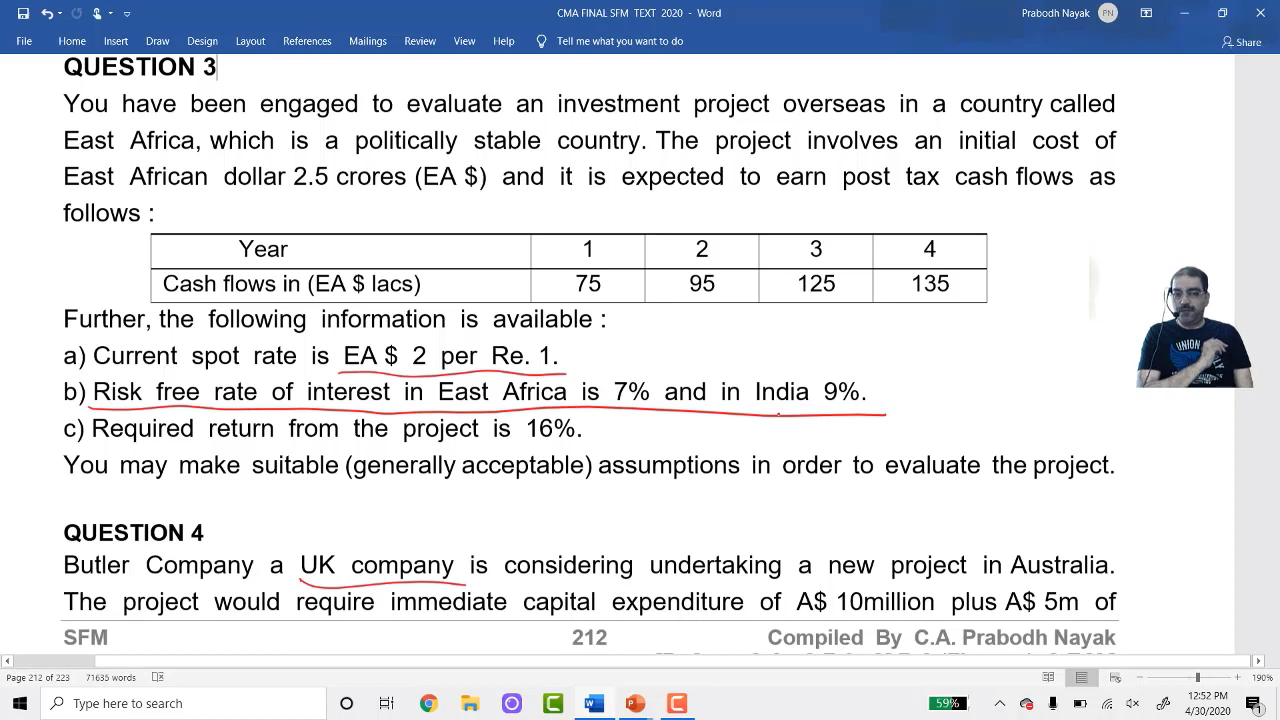 CMA FINAL SFM TEXT 2020 - Word
Prabodh Nayak PN
File Home Insert Draw Design Layout References Mailings Review View Help Tell me what you want to do Share
QUESTION 3
You have been engaged to evaluate an investment project overseas in a country called
East Africa, which is a politically stable country. The project involves an initial cost of
East African dollar 2.5 crores (EA $) and it is expected to earn post tax cash flows as
follows :
Year 1 2 3 4
Cash flows in (EA $ lacs) 75 95 125 135
Further, the following information is available :
a) Current spot rate is EA $ 2 per Re. 1.
b) Risk free rate of interest in East Africa is 7% and in India 9%.
c) Required return from the project is 16%.
You may make suitable (generally acceptable) assumptions in order to evaluate the project.
QUESTION 4
Butler Company a UK company is considering undertaking a new project in Australia.
The project would require immediate capital expenditure of A$ 10million plus A$ 5m of
SFM 212 Compiled By C.A. Prabodh Nayak
Page 212 of 223 71635 words 190%
Type here to search 59% 12:52 PM
4/30/2020
UNION